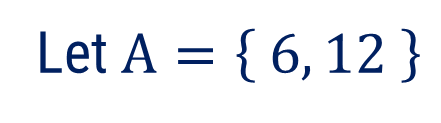 Let A = { 6, 12 }